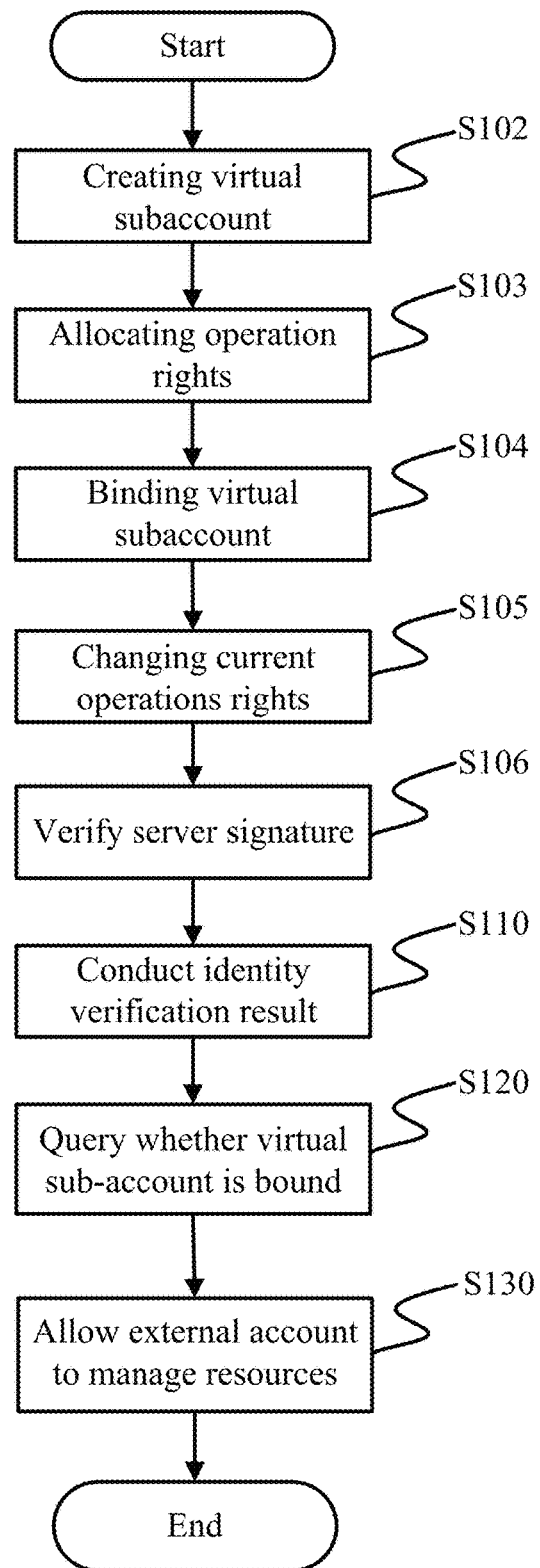 Start
S102
Creating virtual
subaccount
S103
Allocating operation
rights
S104
Binding virtual
subaccount
S105
Changing current
operations rights
S106
Verify server signature
S110
Conduct identity
verification result
S120
Query whether virtual
sub-account is bound
S130
Allow external account
to manage resources
End